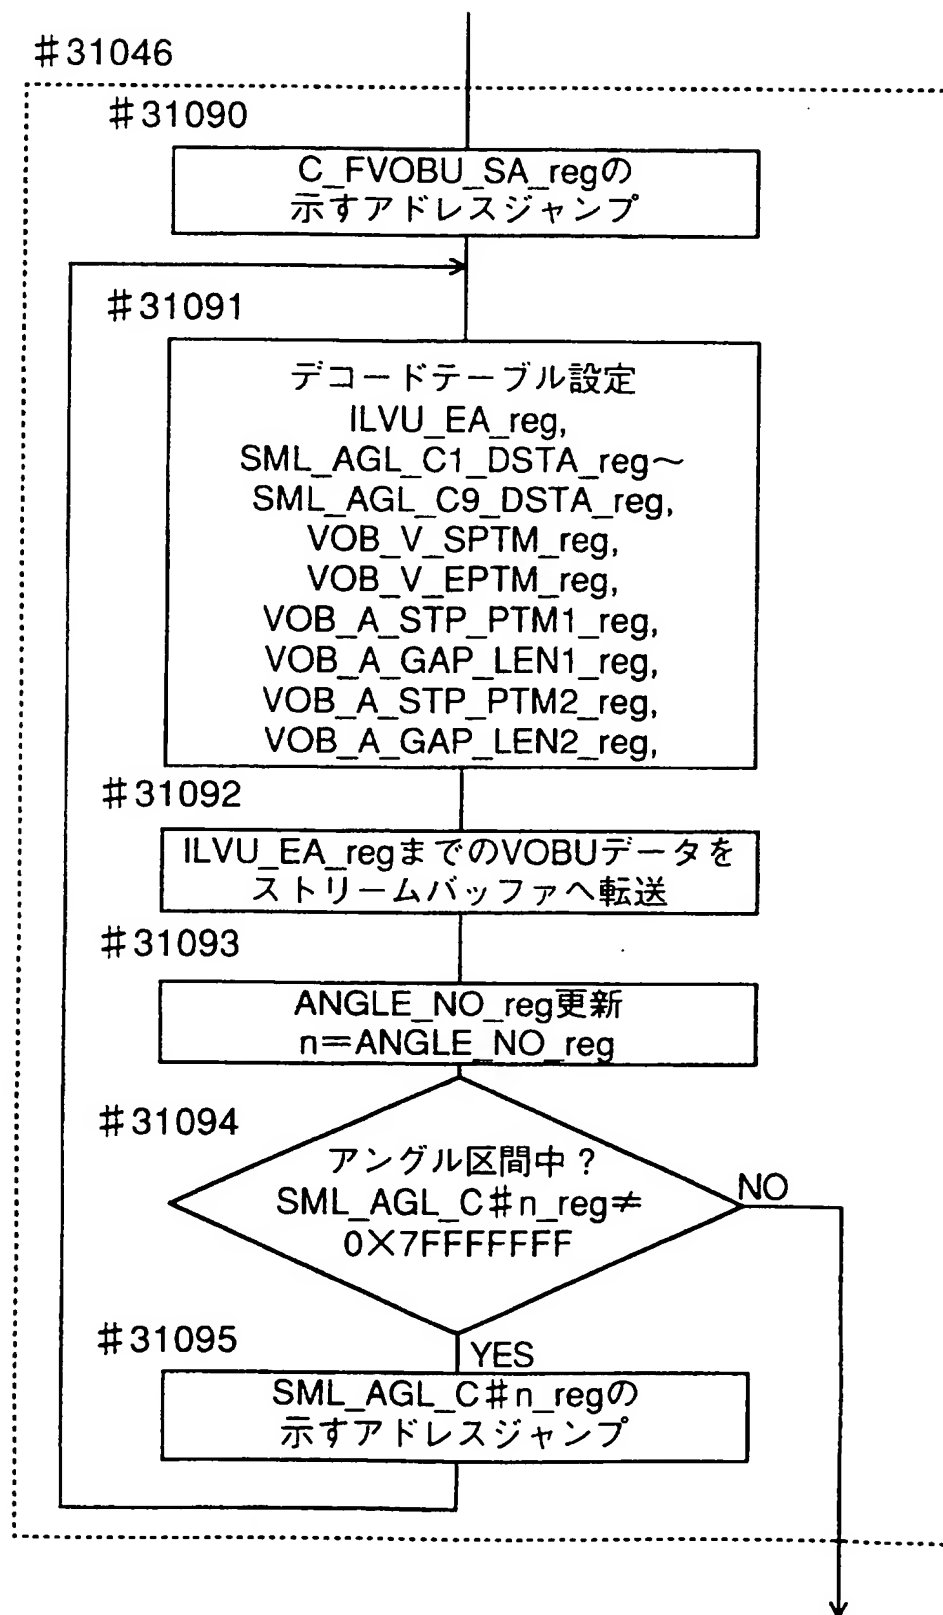 #31046
#31090
C_FVOBU_SA_regの
示すアドレスジャンプ
#31091
デコードテーブル設定
ILVU_EA_reg,
SML_AGL_C1_DSTA_reg～
SML_AGL_C9_DSTA_reg,
VOB_V_SPTM_reg,
VOB_V_EPTM_reg,
VOB_A_STP_PTM1_reg,
VOB_A_GAP_LEN1_reg,
VOB_A_STP_PTM2_reg,
VOB_A_GAP_LEN2_reg,
#31092
ILVU_EA_regまでのVOBUデータを
ストリームバッファへ転送
#31093
ANGLE_NO_reg更新
n=ANGLE_NO_reg
#31094
アングル区間中？
SML_AGL_C#n_reg≠
0×7FFFFFFF
NO
#31095
YES
SML_AGL_C#n_regの
示すアドレスジャンプ